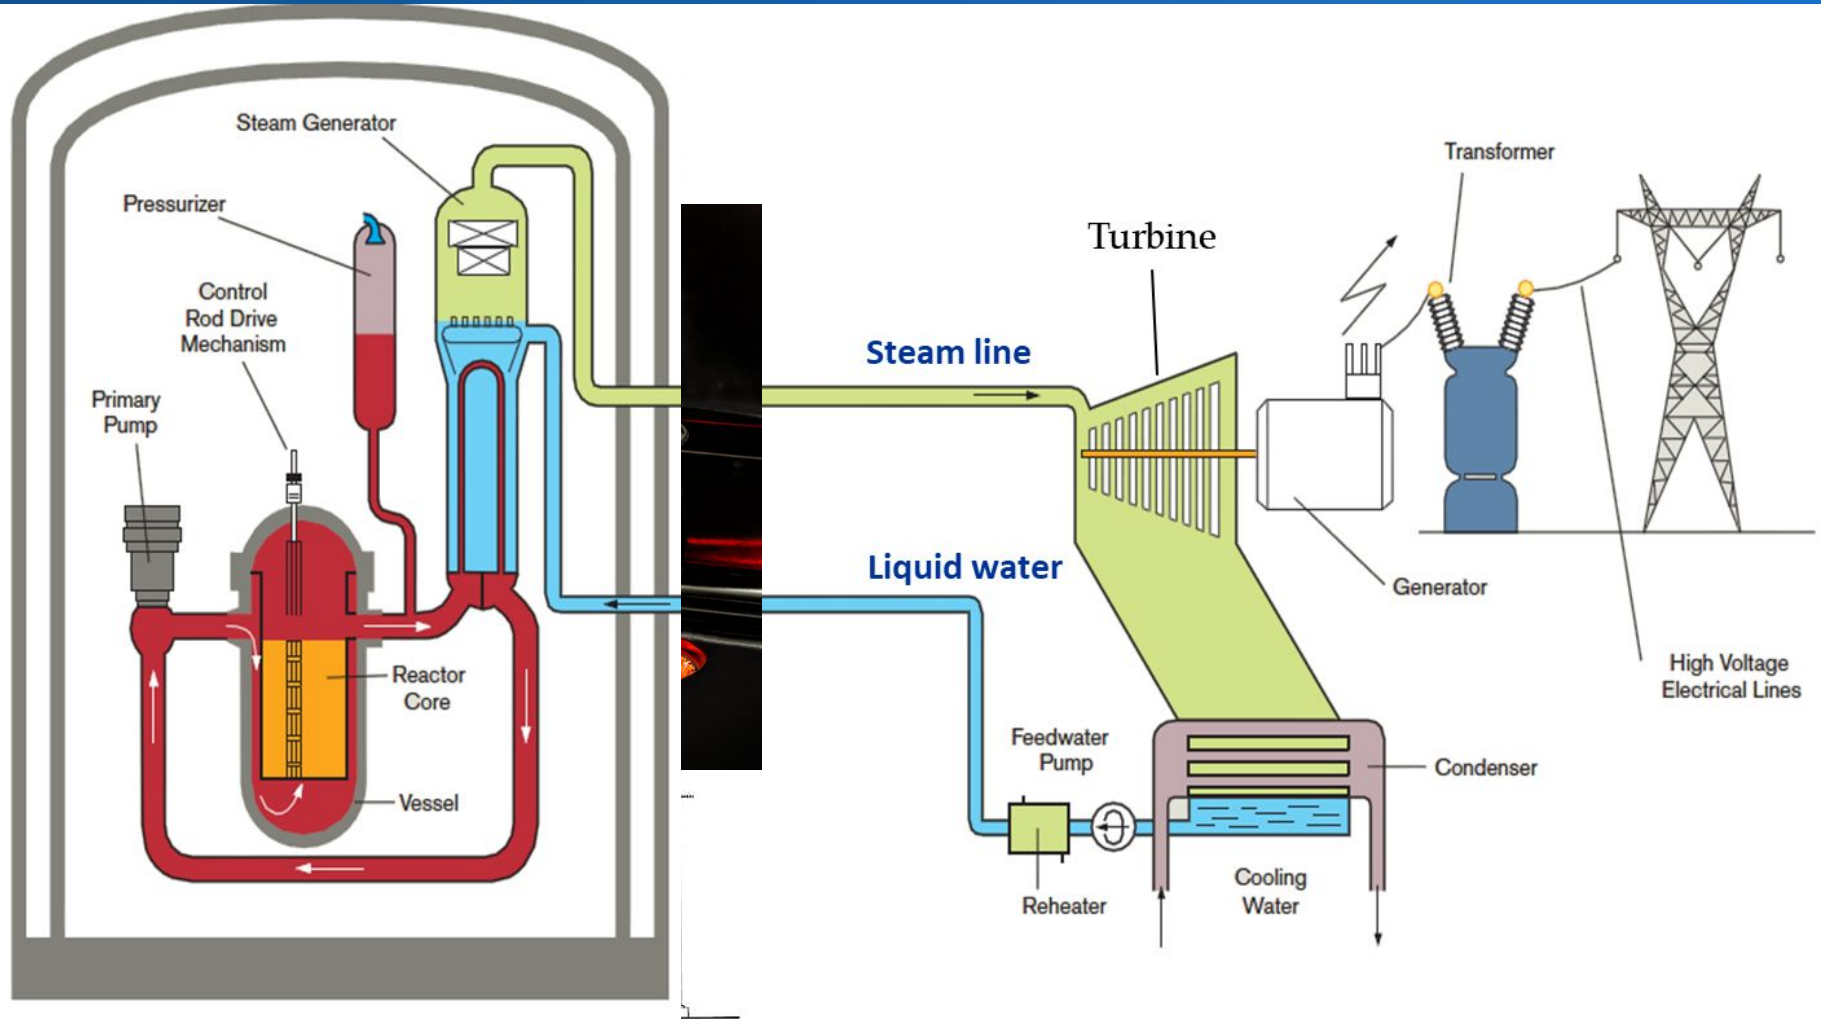 Steam Generator
Pressurizer
Control
Rod Drive
Mechanism
Primary
Pump
Reactor
Core
Vessel
Steam line
Liquid water
Turbine
Transformer
Generator
High Voltage
Electrical Lines
Feedwater
Pump
Condenser
Reheater
Cooling
Water